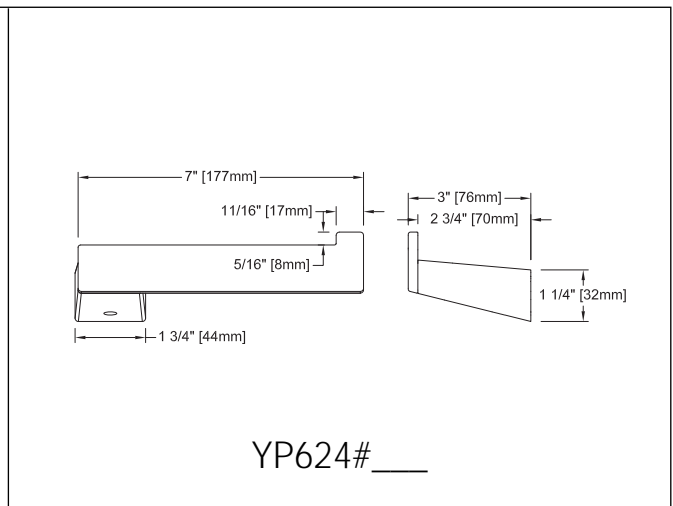 7" [177mm]
11/16" [17mm]
5/16" [8mm]
1 3/4" [44mm]
3" [76mm]
2 3/4" [70mm]
1 1/4" [32mm]
YP624#___